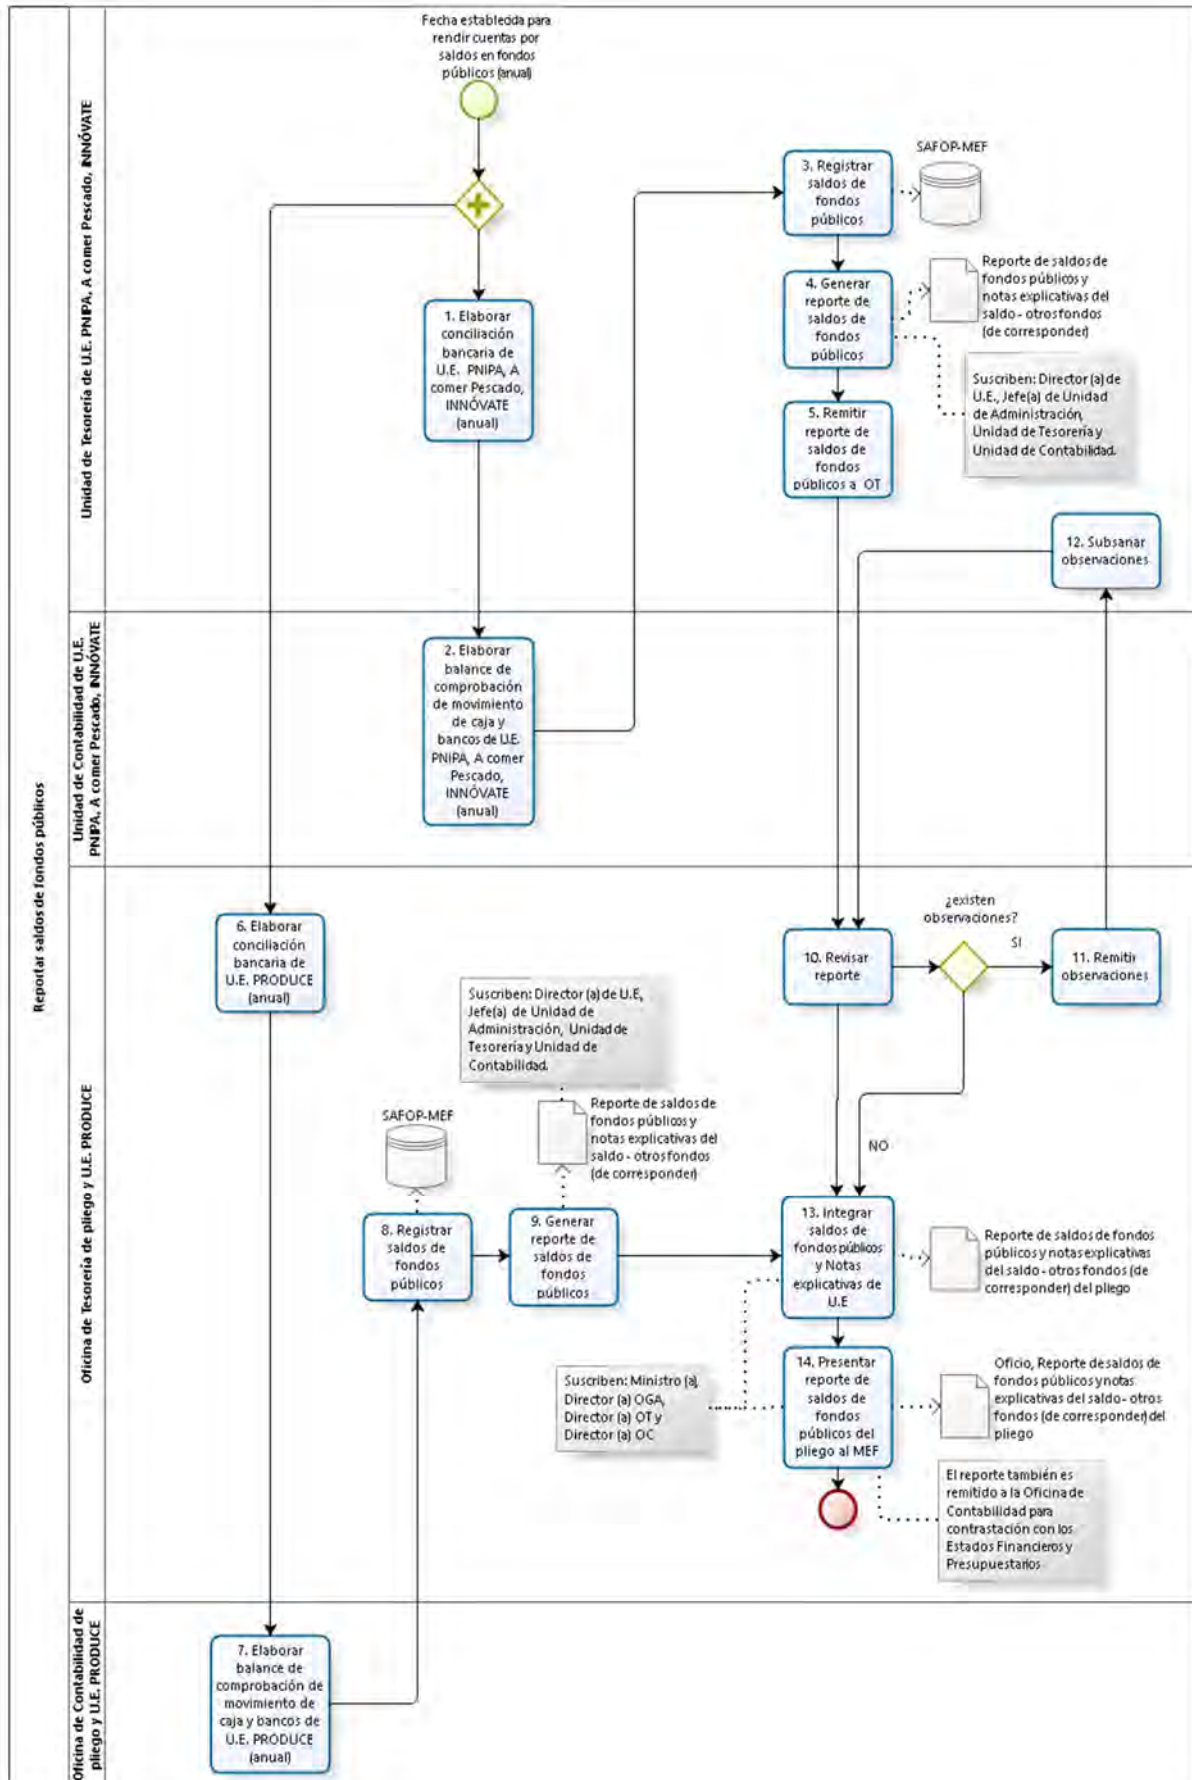 Reportar saldos de fondos públicos
Unidad de Tesorería de U.E. PNIPA, A comer Pescado, INNÓVATE
Fecha establecida para
rendir cuentas por
saldos en fondos
públicos (anual)
1. Elaborar
conciliación
bancaria de
U.E. PNIPA, A
comer Pescado,
INNÓVATE
(anual)
3. Registrar
saldos de
fondos
públicos
SAFOP-MEF
4. Generar
reporte de
saldos de
fondos
públicos
Reporte de saldos de
fondos públicos y
notas explicativas del
saldo - otros fondos
(de corresponder)
Suscriben: Director (a) de
U.E., Jefe(a) de Unidad
de Administración,
Unidad de Tesorería y
Unidad de Contabilidad.
5. Remitir
reporte de
saldos de
fondos
públicos a OT
12. Subsanar
observaciones
Unidad de Contabilidad de U.E.
PNIPA, A comer Pescado, INNÓVATE
2. Elaborar
balance de
comprobación
de movimiento
de caja y
bancos de U.E.
PNIPA, A comer
Pescado,
INNÓVATE
(anual)
Oficina de Tesorería de pliego y U.E. PRODUCE
6. Elaborar
conciliación
bancaria de
U.E. PRODUCE
(anual)
10. Revisar
reporte
¿existen
observaciones?
SI
11. Remitir
observaciones
NO
Suscriben: Director (a) de U.E,
Jefe(a) de Unidad de
Administración, Unidad de
Tesorería y Unidad de
Contabilidad.
SAFOP-MEF
Reporte de saldos de
fondos públicos y
notas explicativas del
saldo - otros fondos
(de corresponder)
8. Registrar
saldos de
fondos
públicos
9. Generar
reporte de
saldos de
fondos
públicos
13. Integrar
saldos de
fondos públicos
y Notas
explicativas de
U.E
Reporte de saldos de fondos
públicos y notas explicativas
del saldo - otros fondos (de
corresponder) del pliego
Suscriben: Ministro (a),
Director (a) OGA,
Director (a) OT y
Director (a) OC
14. Presentar
reporte de
saldos de
fondos
públicos del
pliego al MEF
Oficio, Reporte de saldos de
fondos públicos y notas
explicativas del saldo - otros
fondos (de corresponder) del
pliego
El reporte también es
remitido a la Oficina de
Contabilidad para
contrastación con los
Estados Financieros y
Presupuestarios
Oficina de Contabilidad de
pliego y U.E. PRODUCE
7. Elaborar
balance de
comprobación de
movimiento de
caja y bancos de
U.E. PRODUCE
(anual)